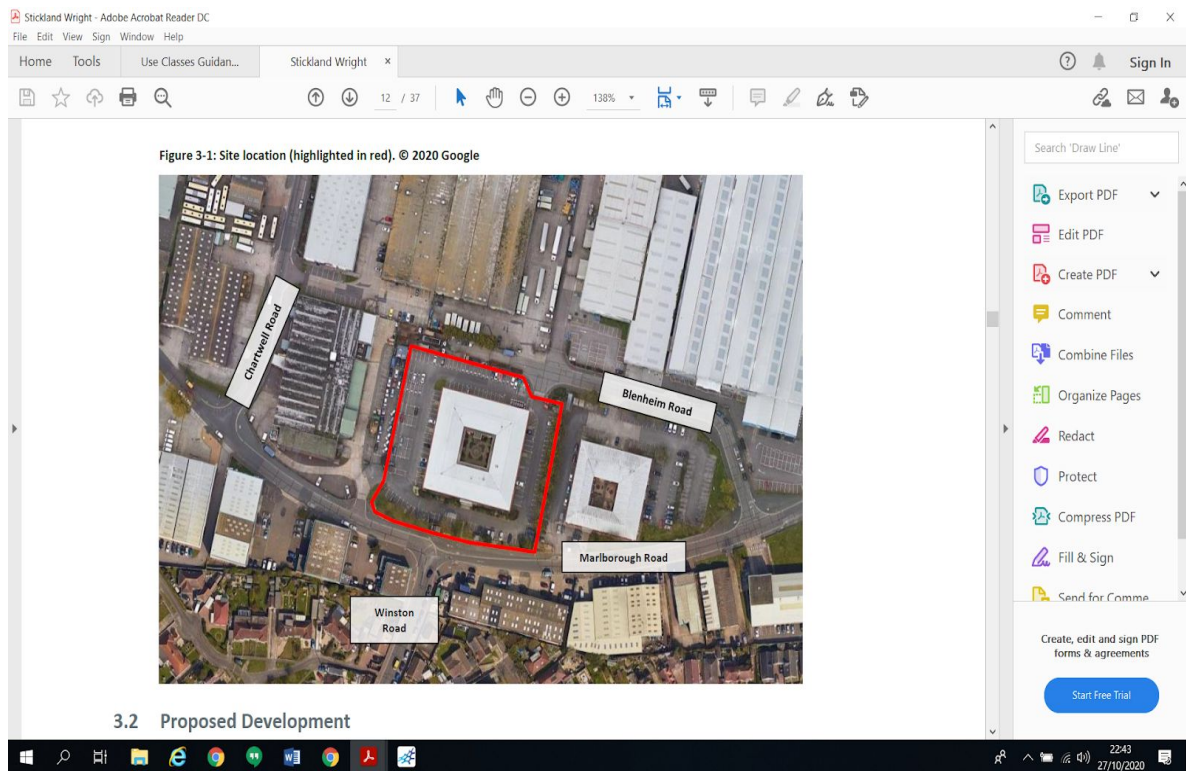 Stickland Wright - Adobe Acrobat Reader DC
File Edit View Sign Window Help
Home Tools Use Classes Guidan... Stickland Wright × Sign In
12 / 37 138%
Figure 3-1: Site location (highlighted in red). © 2020 Google
Chartwell Road
Blenheim Road
Marlborough Road
Winston
Road
3.2 Proposed Development
Search 'Draw Line'
Export PDF
Edit PDF
Create PDF
Comment
Combine Files
Organize Pages
Redact
Protect
Compress PDF
Fill & Sign
Send for Comme
Create, edit and sign PDF
forms & agreements
Start Free Trial
22:43
27/10/2020